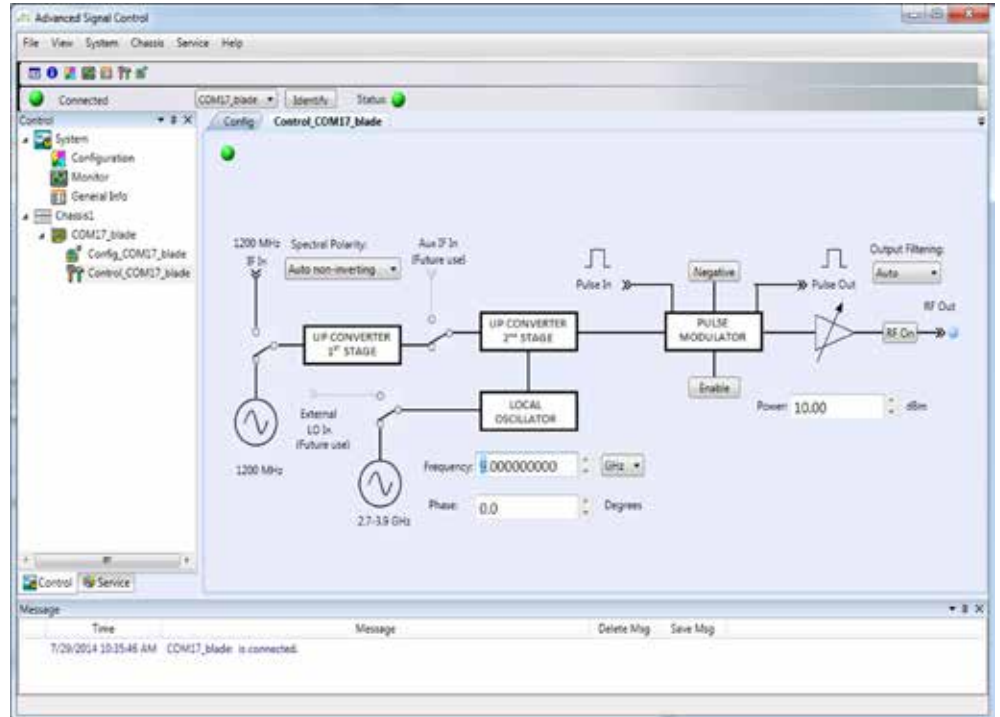 Advanced Signal Control
File View System Chassis Service Help
Connected COM17_blade Identify Status:
Control
Config Control_COM17_blade
System
Configuration
Monitor
General Info
Chassis1
COM17_blade
Config_COM17_blade
Control_COM17_blade
1200 MHz
IF In
Spectral Polarity:
Auto non-inverting
Aux IF In
(Future use)
Pulse In
Negative
Pulse Out
Output Filtering:
Auto
RF Out
UP CONVERTER
1ST STAGE
UP CONVERTER
2ND STAGE
PULSE
MODULATOR
RF On
Enable
Power: 10.00 dBm
External
LO In
(Future use)
LOCAL
OSCILLATOR
1200 MHz
2.7-3.9 GHz
Frequency: 9.000000000 GHz
Phase: 0.0 Degrees
Control Service
Message
Time Message Delete Msg Save Msg
7/29/2014 10:35:46 AM COM17_blade: is connected.